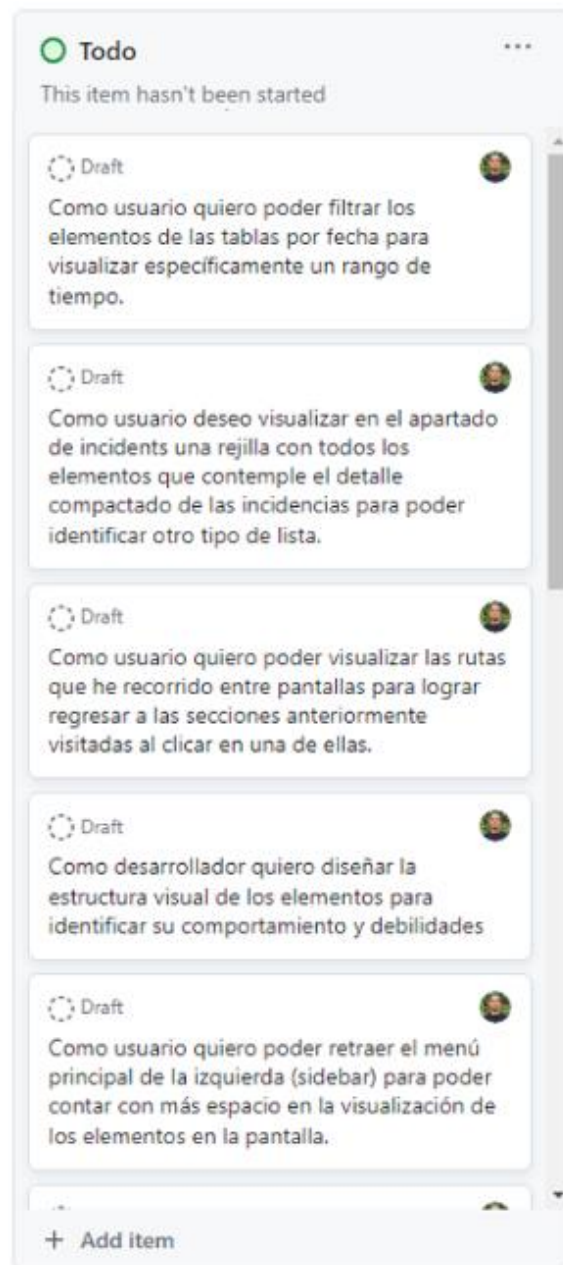 Todo
This item hasn't been started
Draft
Como usuario quiero poder filtrar los
elementos de las tablas por fecha para
visualizar específicamente un rango de
tiempo.
Draft
Como usuario deseo visualizar en el apartado
de incidents una rejilla con todos los
elementos que contemple el detalle
compactado de las incidencias para poder
identificar otro tipo de lista.
Draft
Como usuario quiero poder visualizar las rutas
que he recorrido entre pantallas para lograr
regresar a las secciones anteriormente
visitadas al clicar en una de ellas.
Draft
Como desarrollador quiero diseñar la
estructura visual de los elementos para
identificar su comportamiento y debilidades
Draft
Como usuario quiero poder retraer el menú
principal de la izquierda (sidebar) para poder
contar con más espacio en la visualización de
los elementos en la pantalla.
+ Add item